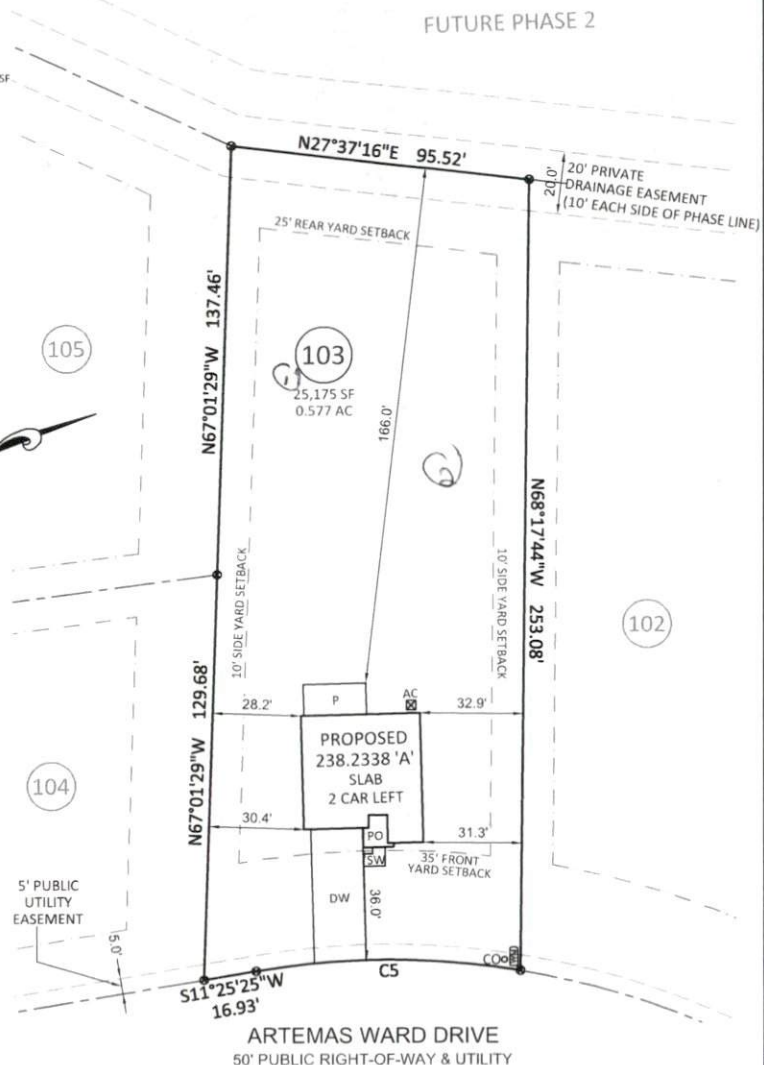 FUTURE PHASE 2
SF
N27°37'16"E 95.52'
20.0'
20' PRIVATE
DRAINAGE EASEMENT
(10' EACH SIDE OF PHASE LINE)
25' REAR YARD SETBACK
N67°01'29"W 137.46'
105
103
25,175 SF
0.577 AC
166.0'
N68°17'44"W 253.08'
10' SIDE YARD SETBACK
10' SIDE YARD SETBACK
102
P
AC
28.2'
32.9'
PROPOSED
238.2338 'A'
SLAB
2 CAR LEFT
N67°01'29"W 129.68'
104
30.4'
PO
31.3'
SW
35' FRONT
YARD SETBACK
DW
36.0'
5' PUBLIC
UTILITY
EASEMENT
5.0'
CO
C5
S11°25'25"W
16.93'
ARTEMAS WARD DRIVE
50' PUBLIC RIGHT-OF-WAY & UTILITY